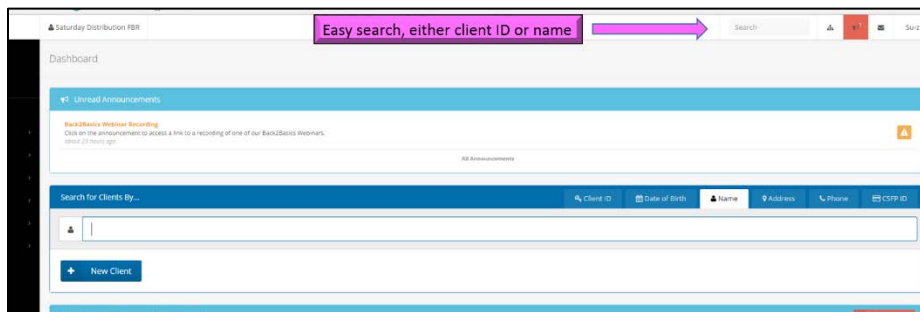 Saturday Distribution FBR
Easy search, either client ID or name
Search
Su-z
Dashboard
Unread Announcements
Back2Basics Webinar Recording
Click on the announcement to access a link to a recording of one of our Back2Basics Webinars.
about 23 hours ago
All Announcements
Search for Clients By...
Client ID
Date of Birth
Name
Address
Phone
CSFP ID
New Client